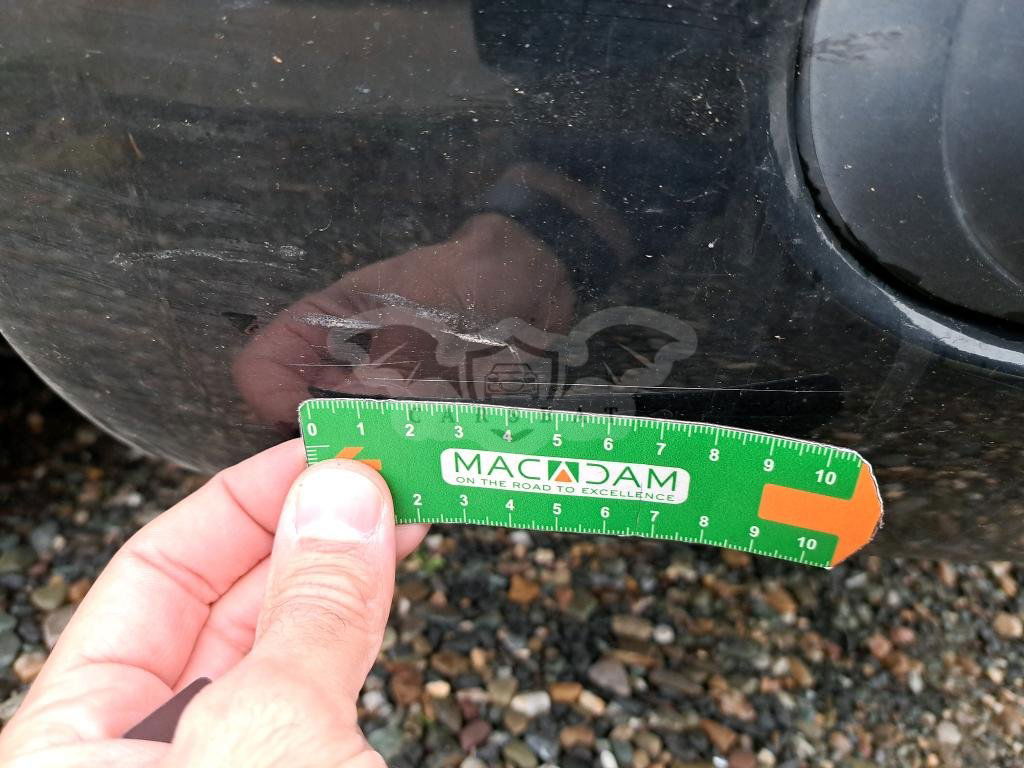 CAROBAT
0 1 2 3 4 5 6 7 8 9 10
MACADAM
ON THE ROAD TO EXCELLENCE
2 3 4 5 6 7 8 9 10